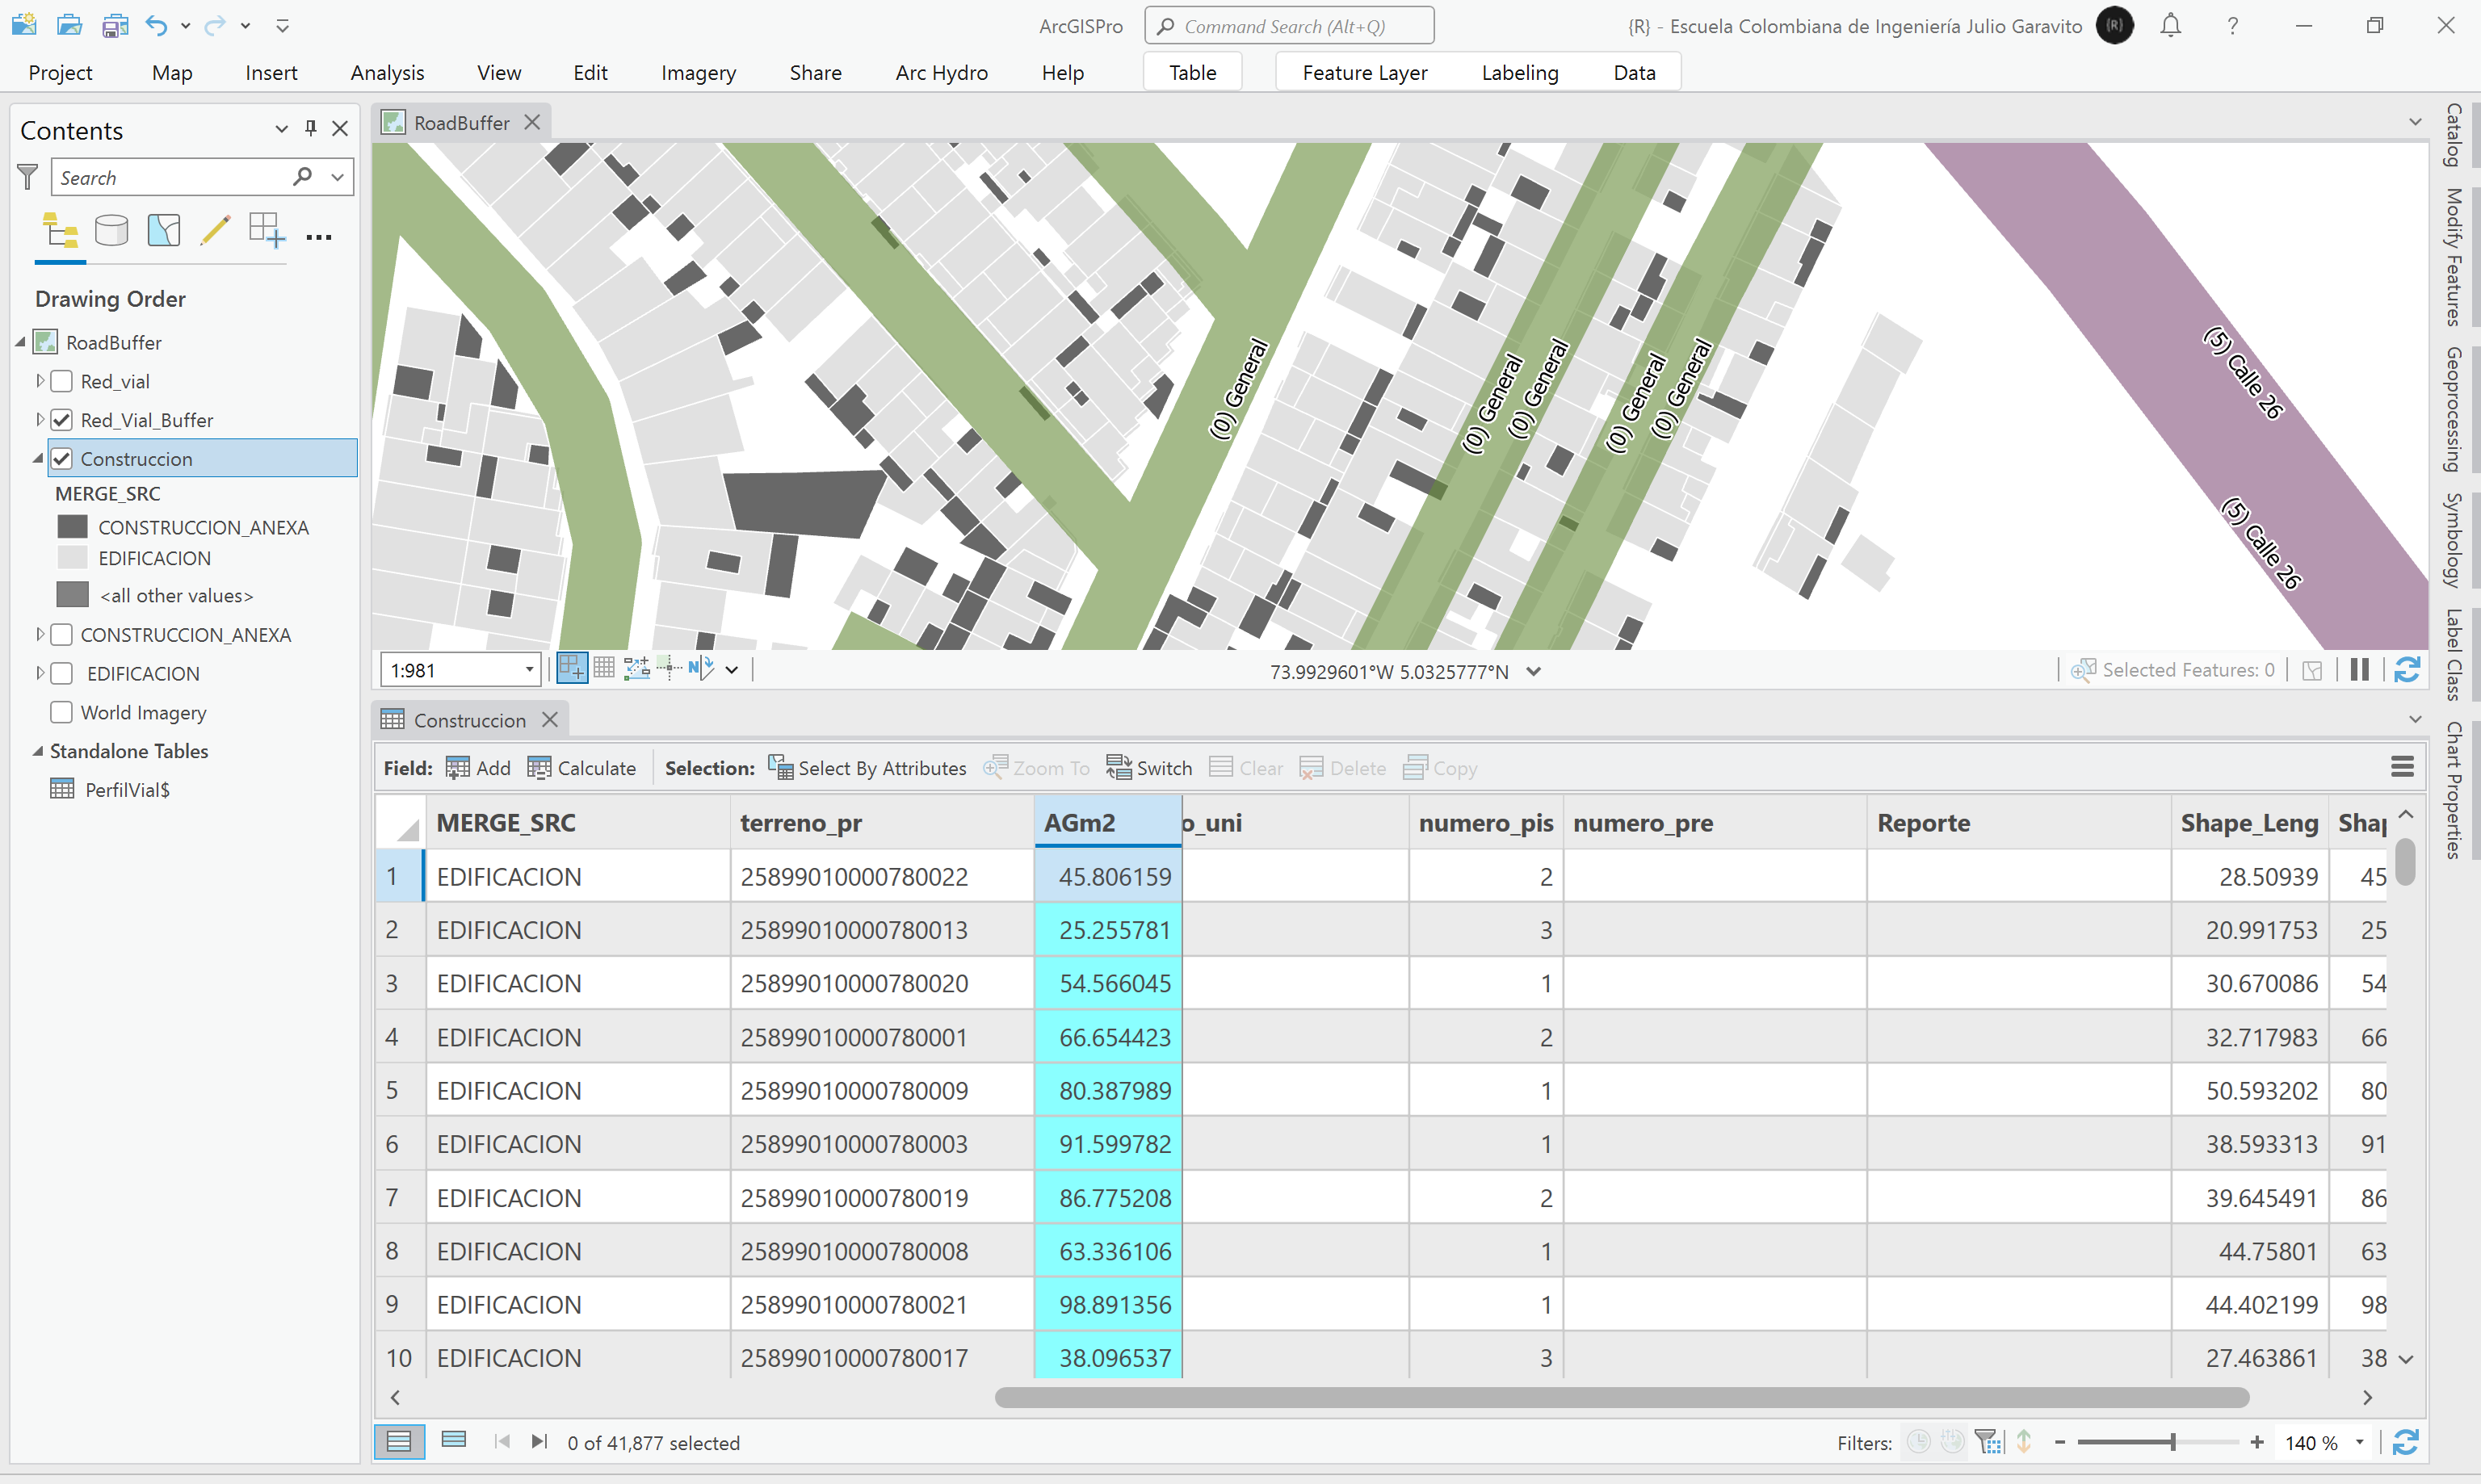 ArcGISPro
Command Search (Alt+Q)
{R} - Escuela Colombiana de Ingeniería Julio Garavito
{R}
?
Project Map Insert Analysis View Edit Imagery Share Arc Hydro Help Table Feature Layer Labeling Data
Contents
Search
Drawing Order
RoadBuffer
Red_vial
Red_Vial_Buffer
Construccion
MERGE_SRC
CONSTRUCCION_ANEXA
EDIFICACION
<all other values>
CONSTRUCCION_ANEXA
EDIFICACION
World Imagery
Standalone Tables
PerfilVial$
RoadBuffer
(0) General
(0) General
(0) General
(0) General
(0) General
(5) Calle 26
(5) Calle 26
1:981
N
73.9929601°W 5.0325777°N
Selected Features: 0
Construccion
Field: Add Calculate Selection: Select By Attributes Zoom To Switch Clear Delete Copy
MERGE_SRC terreno_pr AGm2 o_uni numero_pis numero_pre Reporte Shape_Leng Shap
1 EDIFICACION 25899010000780022 45.806159 2 28.50939 45
2 EDIFICACION 25899010000780013 25.255781 3 20.991753 25
3 EDIFICACION 25899010000780020 54.566045 1 30.670086 54
4 EDIFICACION 25899010000780001 66.654423 2 32.717983 66
5 EDIFICACION 25899010000780009 80.387989 1 50.593202 80
6 EDIFICACION 25899010000780003 91.599782 1 38.593313 91
7 EDIFICACION 25899010000780019 86.775208 2 39.645491 86
8 EDIFICACION 25899010000780008 63.336106 1 44.75801 63
9 EDIFICACION 25899010000780021 98.891356 1 44.402199 98
10 EDIFICACION 25899010000780017 38.096537 3 27.463861 38
0 of 41,877 selected
Filters:
140 %
Catalog
Modify Features
Geoprocessing
Symbology
Label Class
Chart Properties